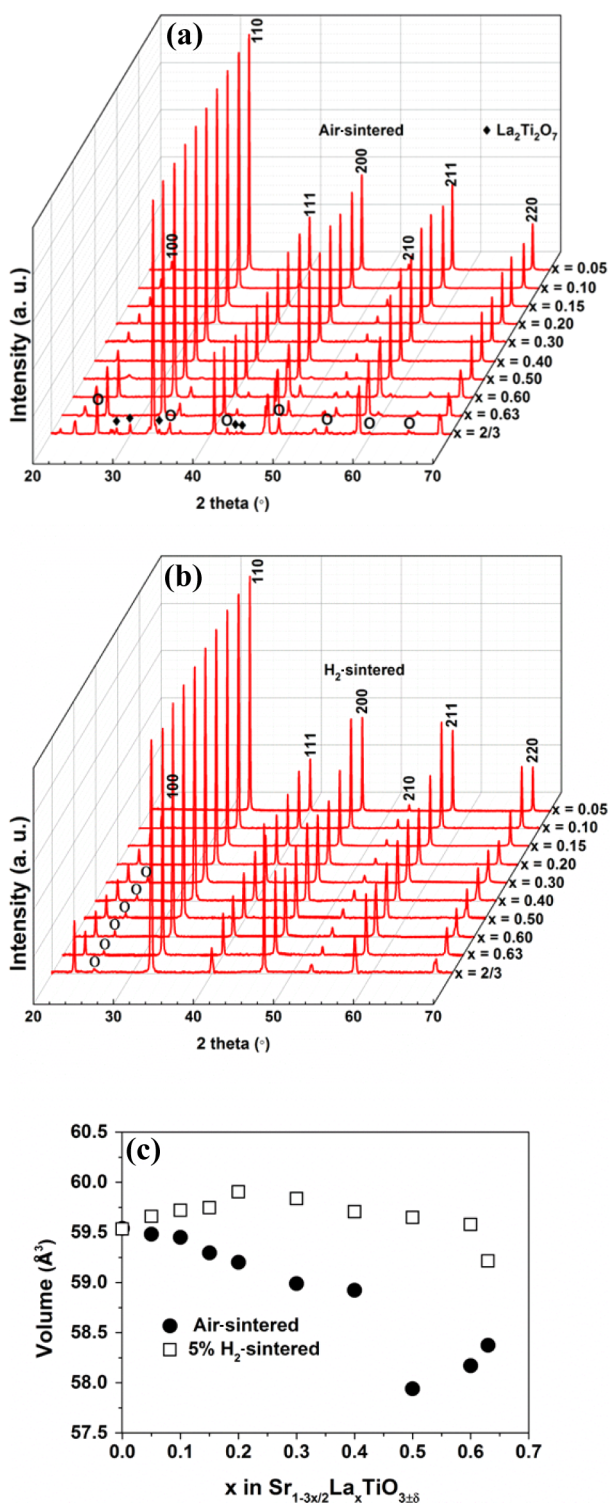 (a)
110
Air-sintered
♦ La₂Ti₂O₇
200
111
211
220
100
210
Intensity (a. u.)
x = 0.05
x = 0.10
x = 0.15
x = 0.20
x = 0.30
x = 0.40
x = 0.50
x = 0.60
x = 0.63
x = 2/3
O
O
O
O
O
O
O
20 30 40 50 60 70
2 theta (○)
(b)
110
H₂-sintered
200
111
211
220
100
210
Intensity (a. u.)
x = 0.05
x = 0.10
x = 0.15
x = 0.20
x = 0.30
x = 0.40
x = 0.50
x = 0.60
x = 0.63
x = 2/3
O
O
O
O
O
O
20 30 40 50 60 70
2 theta (○)
(c)
60.5
60.0
59.5
59.0
58.5
58.0
57.5
Volume (Å³)
Air-sintered
5% H₂-sintered
0.0 0.1 0.2 0.3 0.4 0.5 0.6 0.7
x in Sr₁₋₃ₓ/₂LaₓTiO₃±δ